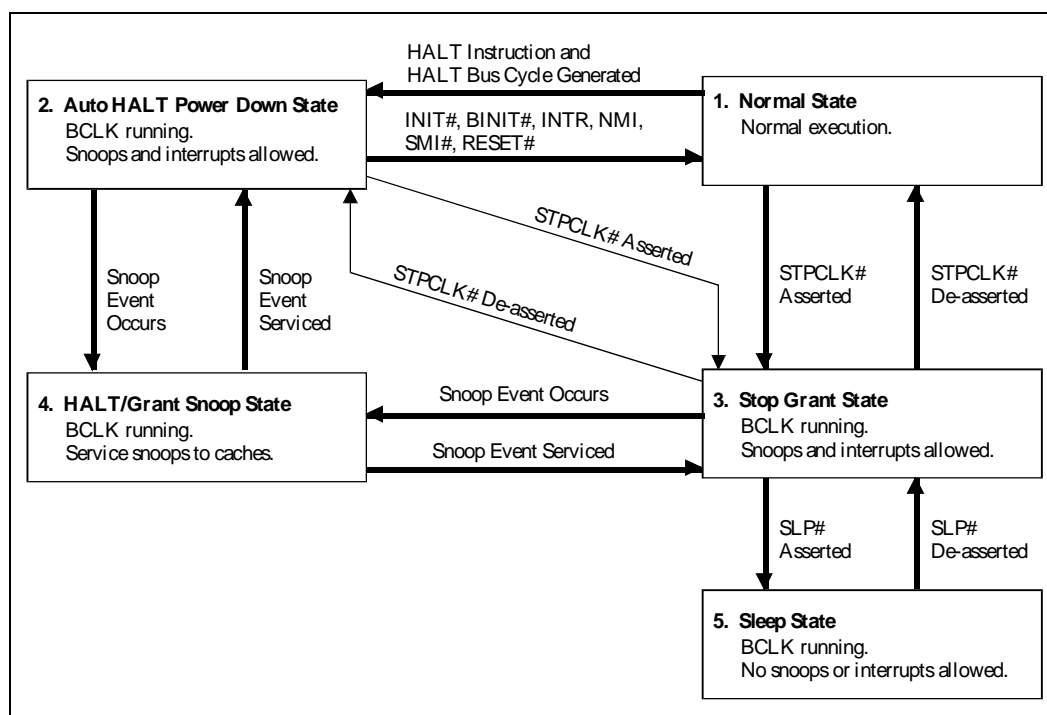 HALT Instruction and
HALT Bus Cycle Generated
2. Auto HALT Power Down State
BCLK running.
Snoops and interrupts allowed.
1. Normal State
Normal execution.
INIT#, BINIT#, INTR, NMI,
SMI#, RESET#
STPCLK# Asserted
STPCLK# De-asserted
Snoop
Event
Occurs
Snoop
Event
Serviced
STPCLK#
Asserted
STPCLK#
De-asserted
4. HALT/Grant Snoop State
BCLK running.
Service snoops to caches.
Snoop Event Occurs
Snoop Event Serviced
3. Stop Grant State
BCLK running.
Snoops and interrupts allowed.
SLP#
Asserted
SLP#
De-asserted
5. Sleep State
BCLK running.
No snoops or interrupts allowed.